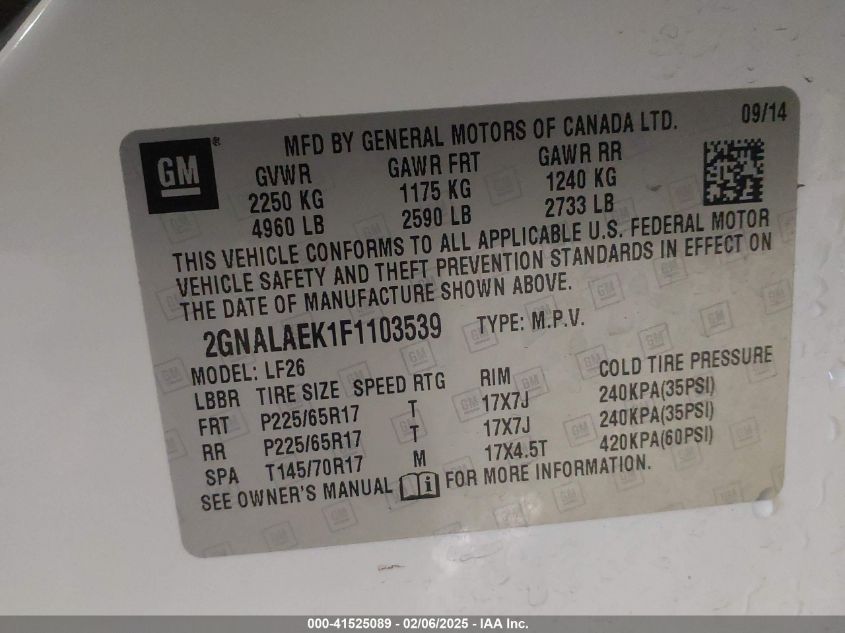 GM ®
MFD BY GENERAL MOTORS OF CANADA LTD. 09/14
GVWR GAWR FRT GAWR RR
2250 KG 1175 KG 1240 KG
4960 LB 2590 LB 2733 LB
THIS VEHICLE CONFORMS TO ALL APPLICABLE U.S. FEDERAL MOTOR
VEHICLE SAFETY AND THEFT PREVENTION STANDARDS IN EFFECT ON
THE DATE OF MANUFACTURE SHOWN ABOVE.
2GNALAEK1F1103539 TYPE: M.P.V.
MODEL: LF26
LBBR TIRE SIZE SPEED RTG RIM COLD TIRE PRESSURE
FRT P225/65R17 T 17X7J 240KPA(35PSI)
RR P225/65R17 T 17X7J 240KPA(35PSI)
SPA T145/70R17 M 17X4.5T 420KPA(60PSI)
SEE OWNER'S MANUAL i FOR MORE INFORMATION.
000-41525089 - 02/06/2025 - IAA Inc.